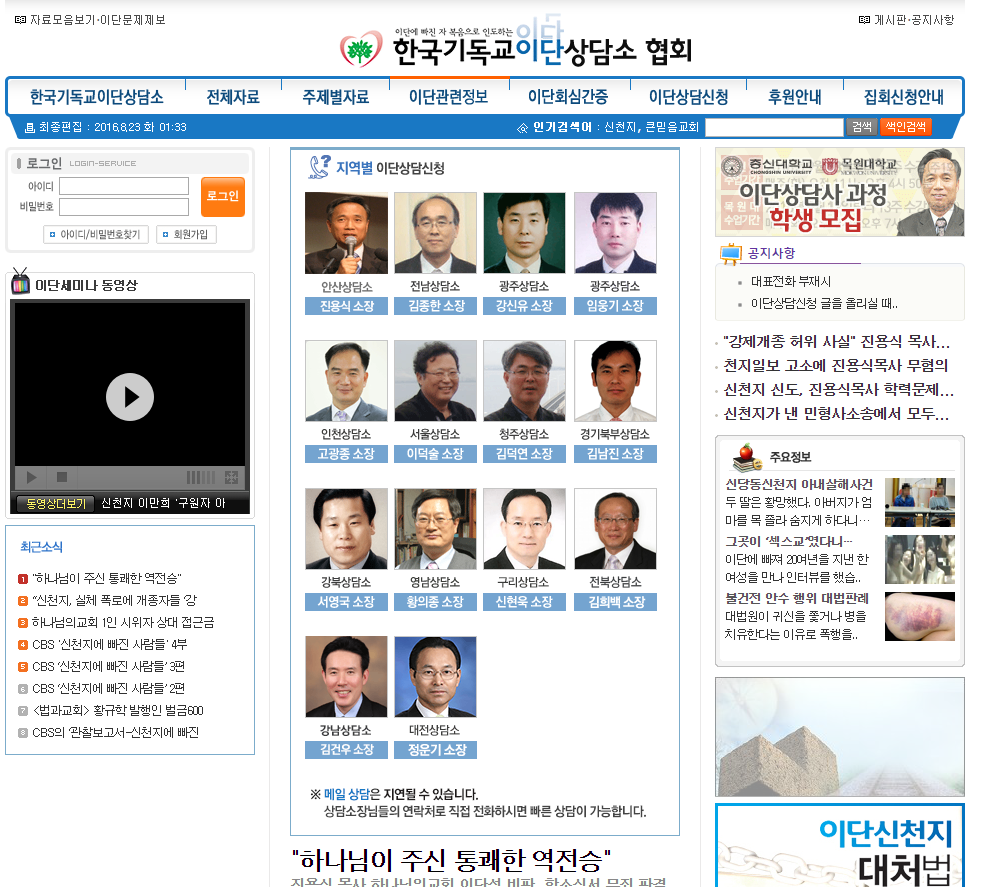 자료모음보기·이단문제제보
게시판·공지사항
이단에 빠진 자 복음으로 인도하는
이단
한국기독교이단상담소 협회
한국기독교이단상담소 전체자료 주제별자료 이단관련정보 이단회심간증 이단상담신청 후원안내 집회신청안내
최종편집 : 2016,8,23 화 01:33
인기검색어 : 신천지, 큰믿음교회
검색 색인검색
로그인 LOGIN-SERVICE
아이디
비밀번호
로그인
아이디/비밀번호찾기 회원가입
이단세미나 동영상
동영상더보기 신천지 이만희 '구원자 아
최근소식
1 "하나님이 주신 통쾌한 역전승"
2 "신천지, 실체 폭로에 개종자들 '강
3 하나님의교회 1인 시위자 상대 접근금
4 CBS '신천지에 빠진 사람들' 4부
5 CBS '신천지에 빠진 사람들' 3편
6 CBS '신천지에 빠진 사람들' 2편
7 <법과교회> 황규학 발행인 벌금600
8 CBS의 '관찰보고서-신천지에 빠진
지역별 이단상담신청
안산상담소 전남상담소 광주상담소 광주상담소
진용식 소장 김종한 소장 강신유 소장 임웅기 소장
인천상담소 서울상담소 청주상담소 경기북부상담소
고광종 소장 이덕술 소장 김덕연 소장 김남진 소장
강북상담소 영남상담소 구리상담소 전북상담소
서영국 소장 황의종 소장 신현욱 소장 김희백 소장
강남상담소 대전상담소
김건우 소장 정운기 소장
※ 메일 상담은 지연될 수 있습니다.
상담소장님들의 연락처로 직접 전화하시면 빠른 상담이 가능합니다.
"하나님이 주신 통쾌한 역전승"
진용식 목사 하나님의교회 이단성 비판, 항소심서 무죄 판결
총신대학교 CHONGSHIN UNIVERSITY 목원대학교
이단상담사 과정
학생 모집
공지사항
대표전화 부재시
이단상담신청 글을 올리실 때..
"강제개종 허위 사실" 진용식 목사...
천지일보 고소에 진용식목사 무혐의
신천지 신도, 진용식목사 학력문제...
신천지가 낸 민형사소송에서 모두...
주요정보
신당동신천지 아내살해사건
두 딸은 황망했다. 아버지가 엄
마를 목 졸라 숨지게 하다니…
그곳이 '섹스교'였다니…
이단에 빠져 20여년을 지낸 한
여성을 만나 인터뷰를 했습..
불건전 안수 행위 대법판례
대법원이 귀신을 쫓거나 병을
치유한다는 이유로 폭행을..
이단신천지
대처법